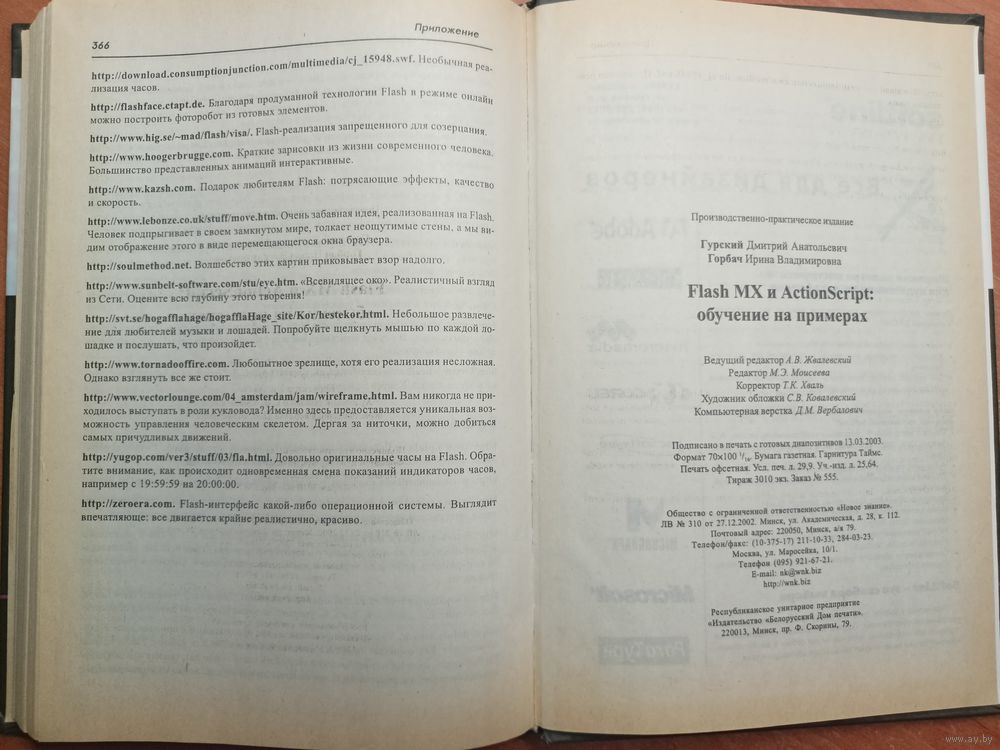 366
Приложение
http://download.consumptionjunction.com/multimedia/cj_15948.swf. Необычная реа-
лизация часов.
http://flashface.ctapt.de. Благодаря продуманной технологии Flash в режиме онлайн
можно построить фоторобот из готовых элементов.
http://www.hig.se/~mad/flash/visa/. Flash-реализация запрещенного для созерцания.
http://www.hoogerbrugge.com. Краткие зарисовки из жизни современного человека.
Большинство представленных анимаций интерактивные.
http://www.kazsh.com. Подарок любителям Flash: потрясающие эффекты, качество
и скорость.
http://www.lebonze.co.uk/stuff/move.htm. Очень забавная идея, реализованная на Flash.
Человек подпрыгивает в своем замкнутом мире, толкает неощутимые стены, а мы ви-
дим отображение этого в виде перемещающегося окна браузера.
http://soulmethod.net. Волшебство этих картин приковывает взор надолго.
http://www.sunbelt-software.com/stu/eye.htm. «Всевидящее око». Реалистичный взгляд
из Сети. Оцените всю глубину этого творения!
http://svt.se/hogafflahage/hogafflaHage_site/Kor/hestekor.html. Небольшое развлече-
ние для любителей музыки и лошадей. Попробуйте щелкнуть мышью по каждой ло-
шадке и послушать, что произойдет.
http://www.tornadooffire.com. Любопытное зрелище, хотя его реализация несложная.
Однако взглянуть все же стоит.
http://www.vectorlounge.com/04_amsterdam/jam/wireframe.html. Вам никогда не при-
ходилось выступать в роли кукловода? Именно здесь предоставляется уникальная воз-
можность управления человеческим скелетом. Дергая за ниточки, можно добиться
самых причудливых движений.
http://yugop.com/ver3/stuff/03/fla.html. Довольно оригинальные часы на Flash. Обра-
тите внимание, как происходит одновременная смена показаний индикаторов часов,
например с 19:59:59 на 20:00:00.
http://zeroera.com. Flash-интерфейс какой-либо операционной системы. Выглядит
впечатляюще: все двигается крайне реалистично, красиво.
Производственно-практическое издание
Гурский Дмитрий Анатольевич
Горбач Ирина Владимировна
Flash MX и ActionScript:
обучение на примерах
Ведущий редактор А.В. Жвалевский
Редактор М.Э. Моисеева
Корректор Т.К. Хваль
Художник обложки С.В. Ковалевский
Компьютерная верстка Д.М. Вербалович
Подписано в печать с готовых диапозитивов 13.03.2003.
Формат 70×100 1/16. Бумага газетная. Гарнитура Таймс.
Печать офсетная. Усл. печ. л. 29,9. Уч.-изд. л. 25,64.
Тираж 3010 экз. Заказ № 555.
Общество с ограниченной ответственностью «Новое знание».
ЛВ № 310 от 27.12.2002. Минск, ул. Академическая, д. 28, к. 112.
Почтовый адрес: 220050, Минск, а/я 79.
Телефон/факс: (10-375-17) 211-10-33, 284-03-23.
Москва, ул. Маросейка, 10/1.
Телефон (095) 921-67-21.
E-mail: nk@wnk.biz
http://wnk.biz
Республиканское унитарное предприятие
«Издательство «Белорусский Дом печати».
220013, Минск, пр. Ф. Скорины, 79.
www.ay.by